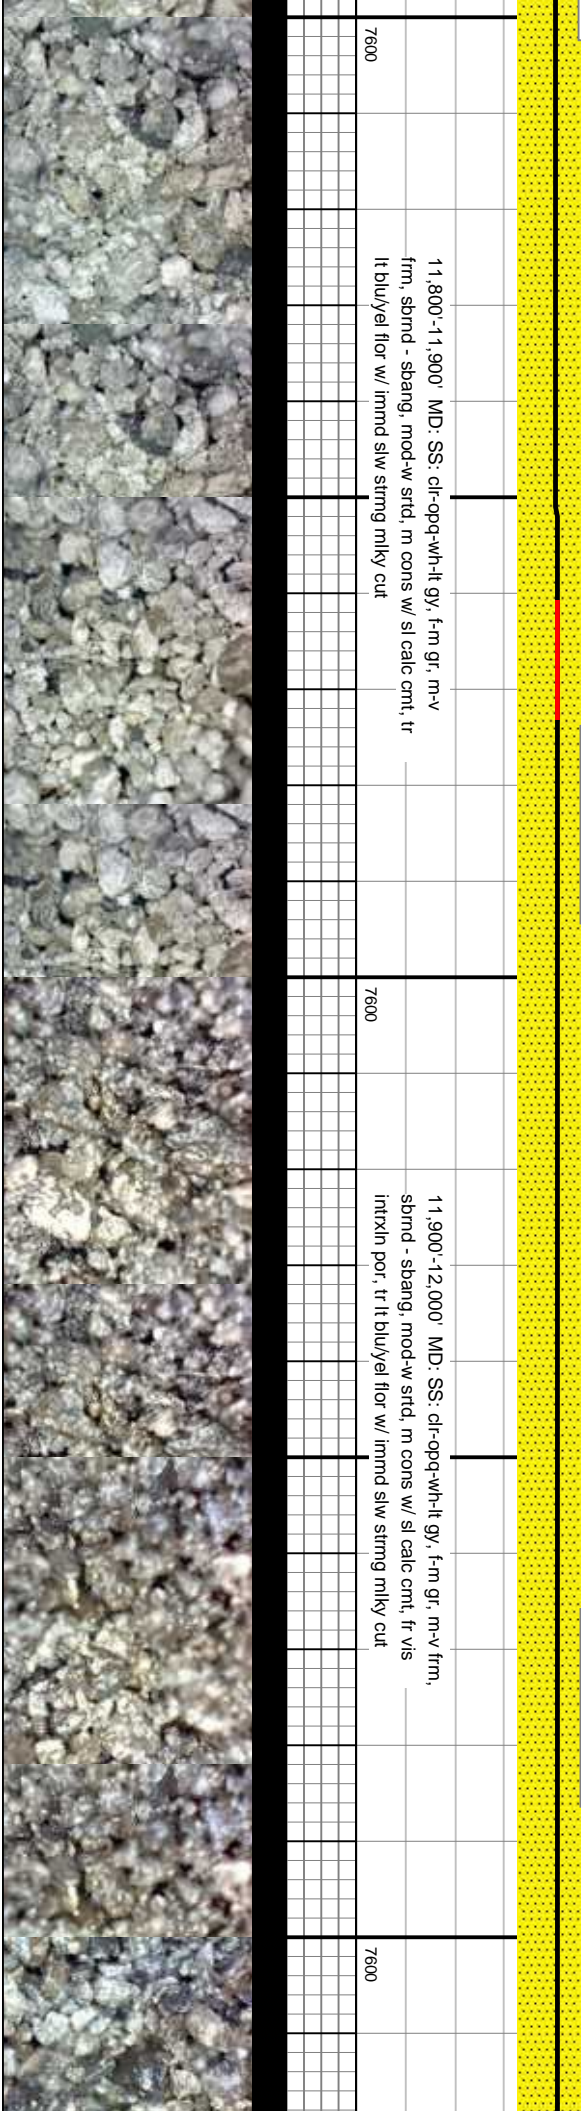 7600
11,800'-11,900' MD: SS: clr-opq-wh-lt gy, f-m gr, m-v
frm, sbrnd - sbang, mod-w srtd, m cons w/ sl calc cmt, tr
lt blu/yel flor w/ immd slw strmg mlky cut
7600
11,900'-12,000' MD: SS: clr-opq-wh-lt gy, f-m gr, m-v frm,
sbrnd - sbang, mod-w srtd, m cons w/ sl calc cmt, fr vis
intrxln por, tr lt blu/yel flor w/ immd slw strmg mlky cut
7600